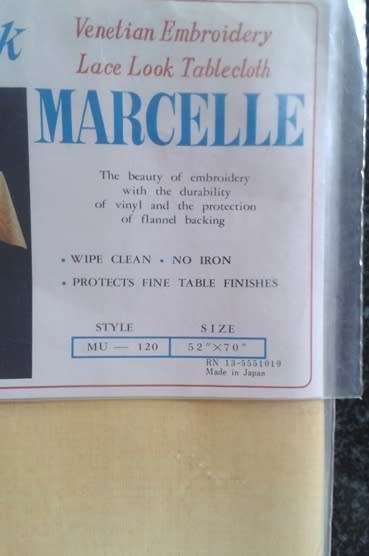 k
Venetian Embroidery
Lace Look Tablecloth
MARCELLE
The beauty of embroidery
with the durability
of vinyl and the protection
of flannel backing
• WIPE CLEAN • NO IRON
• PROTECTS FINE TABLE FINISHES
STYLE SIZE
MU — 120 52"×70"
RN 13-5551019
Made in Japan